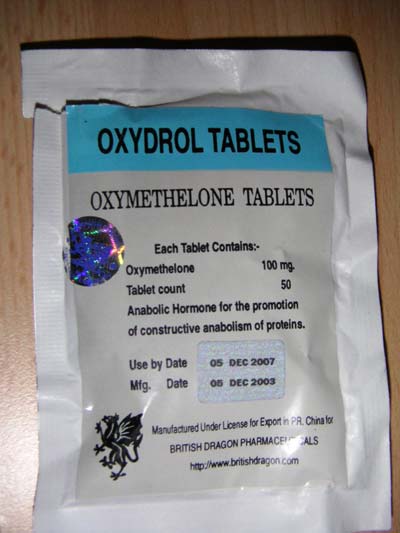 OXYDROL TABLETS
OXYMETHELONE TABLETS
Each Tablet Contains:-
Oxymethelone 100 mg.
Tablet count 50
Anabolic Hormone for the promotion
of constructive anabolism of proteins.
Use by Date 05 DEC 2007
Mfg. Date 05 DEC 2003
Manufactured Under License for Export in P.R. China for
BRITISH DRAGON PHARMACEUTICALS
http://www.britishdragon.com